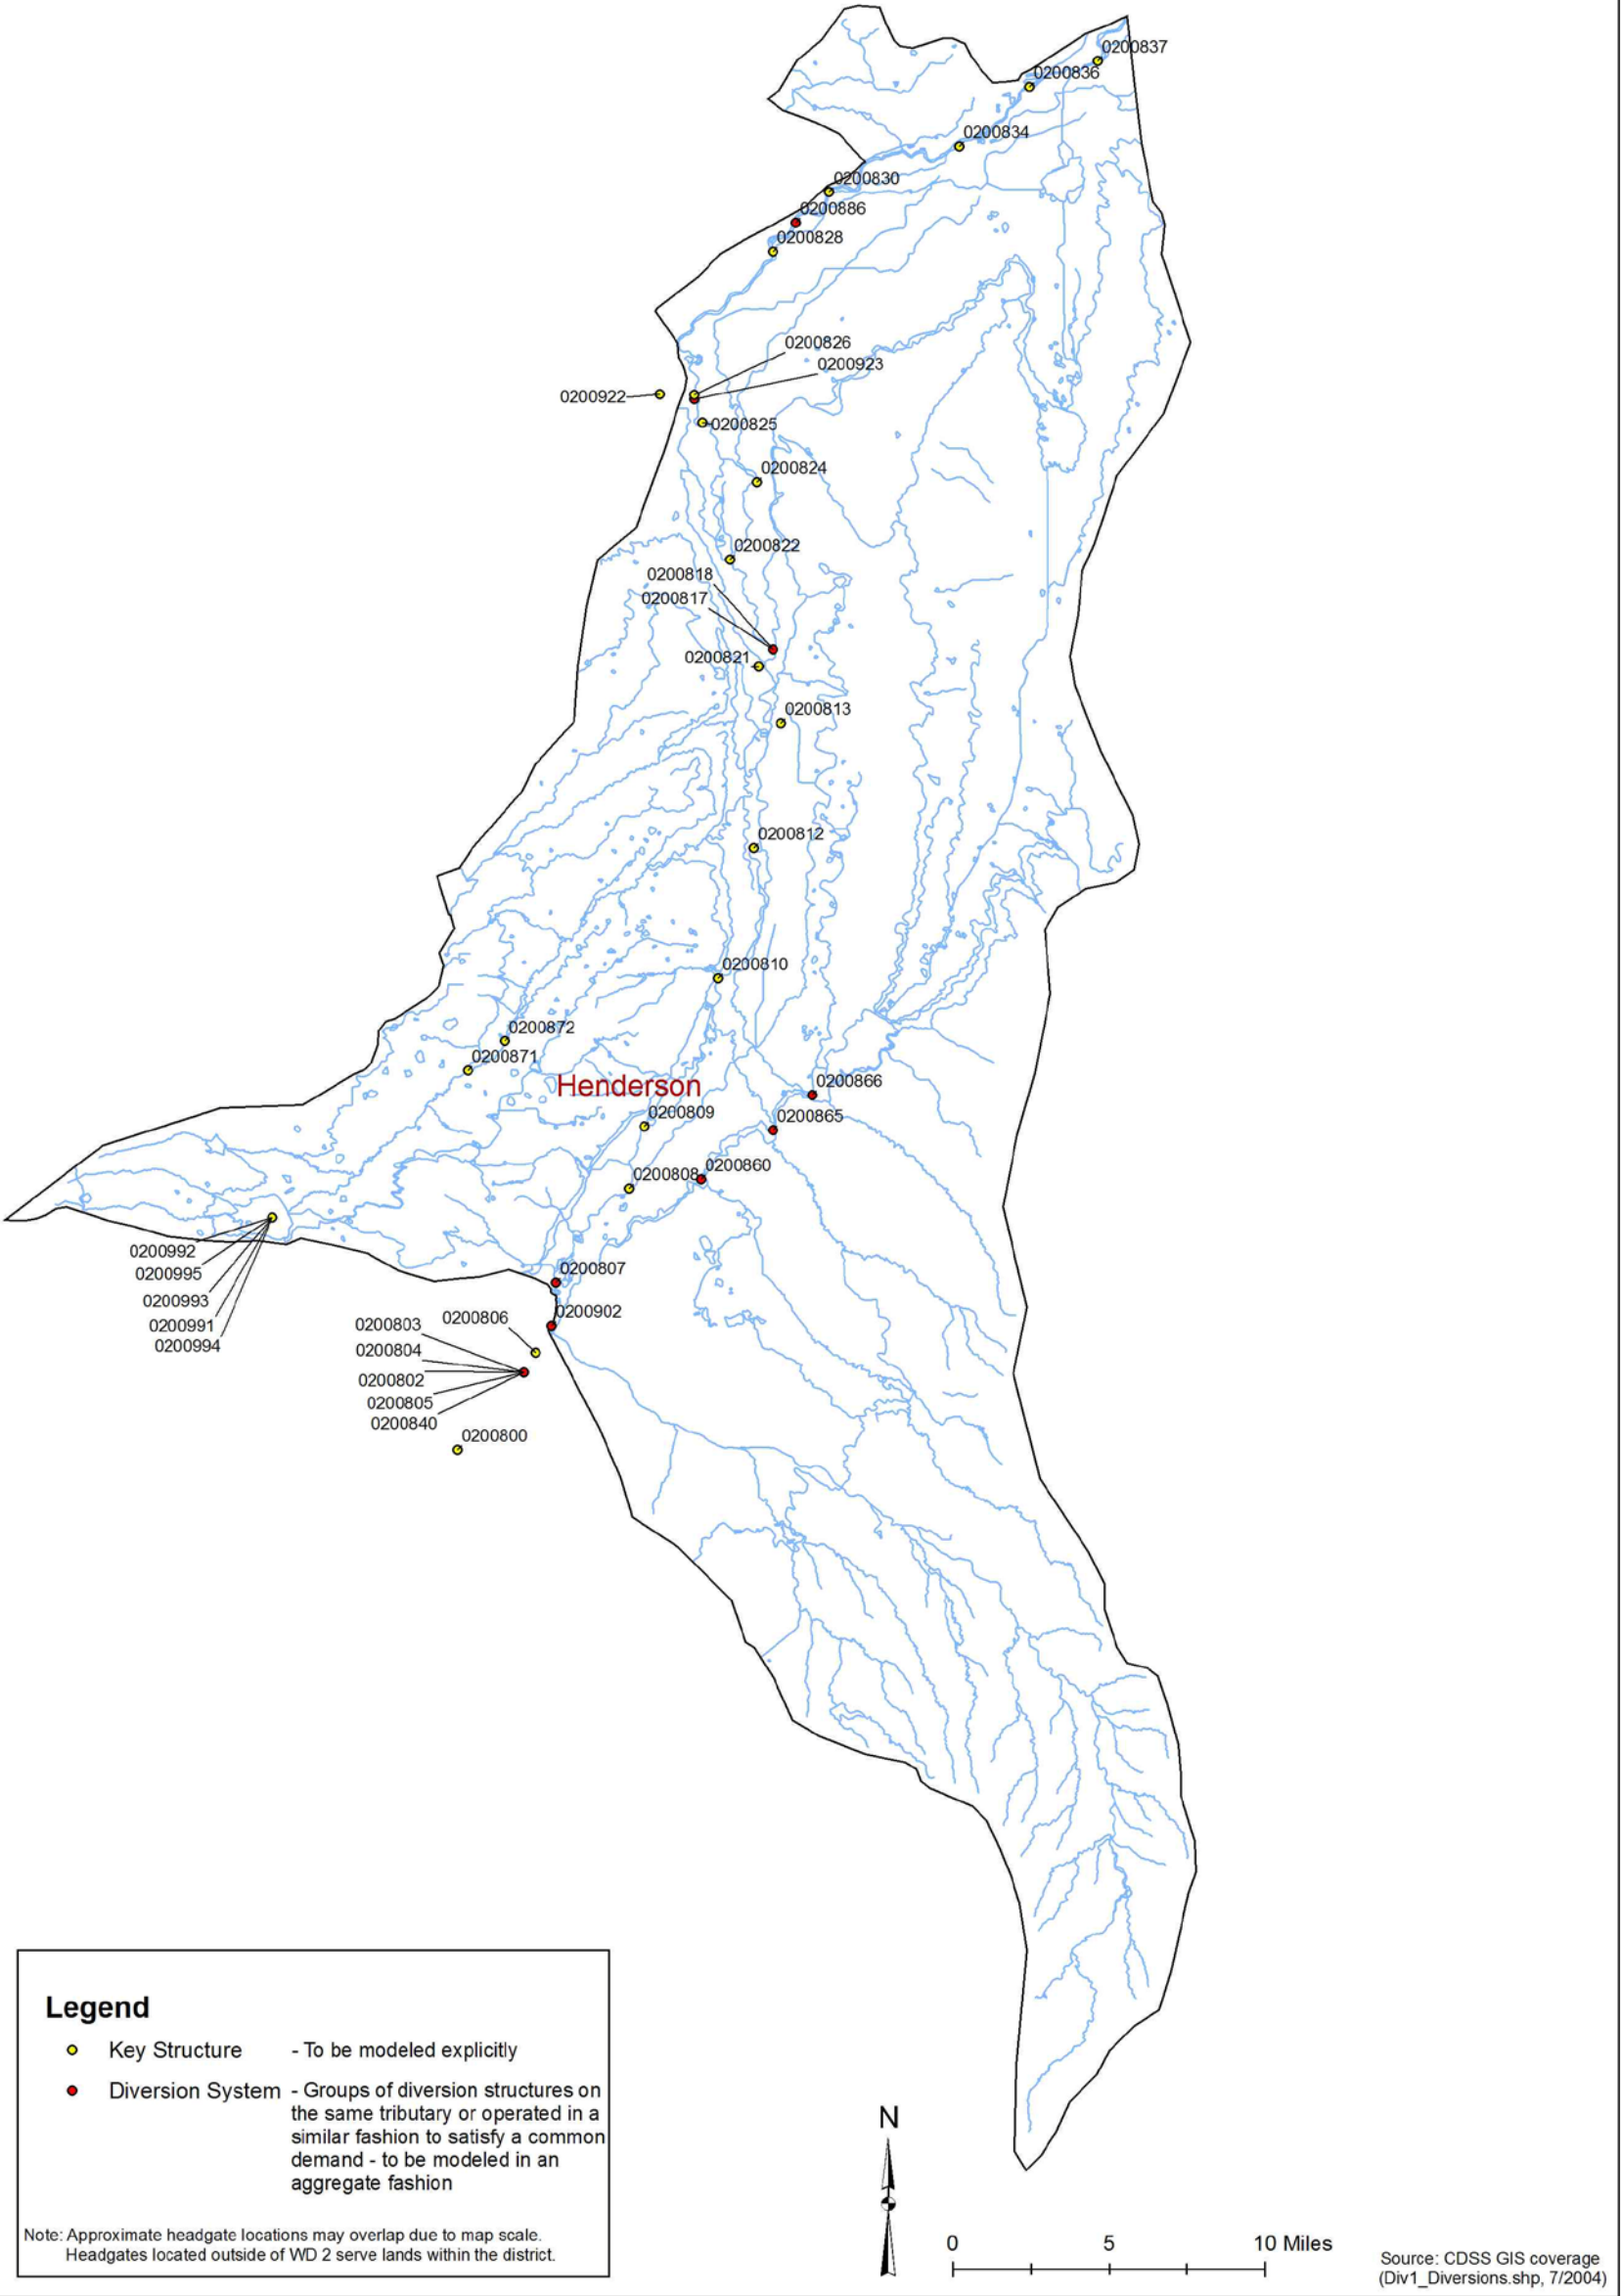 0200837
0200836
0200834
0200830
0200886
0200828
0200826
0200923
0200922
0200825
0200824
0200822
0200818
0200817
0200821
0200813
0200812
0200810
0200872
0200871
Henderson
0200866
0200809
0200865
0200808
0200860
0200992
0200995
0200993
0200991
0200994
0200807
0200902
0200806
0200803
0200804
0200802
0200805
0200840
0200800
Legend
Key Structure - To be modeled explicitly
Diversion System - Groups of diversion structures on
the same tributary or operated in a
similar fashion to satisfy a common
demand - to be modeled in an
aggregate fashion
Note: Approximate headgate locations may overlap due to map scale.
Headgates located outside of WD 2 serve lands within the district.
N
0 5 10 Miles
Source: CDSS GIS coverage
(Div1_Diversions.shp, 7/2004)